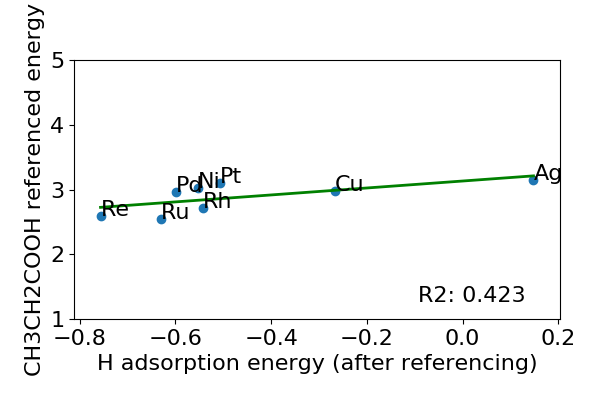 CH3CH2COOH referenced energy
5
4
3
2
1
Re
Ru
Pd
Ni
Pt
Rh
Cu
Ag
R2: 0.423
−0.8 −0.6 −0.4 −0.2 0.0 0.2
H adsorption energy (after referencing)